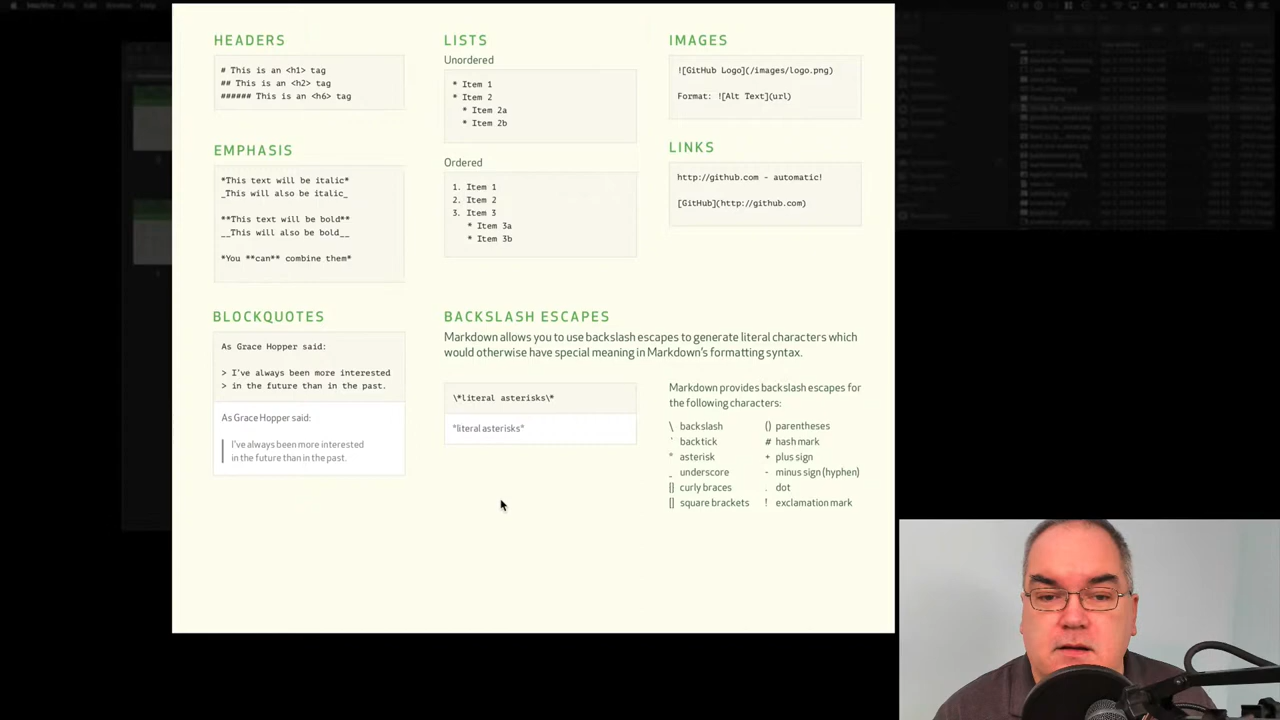 HEADERS
# This is an <h1> tag
## This is an <h2> tag
###### This is an <h6> tag
EMPHASIS
*This text will be italic*
_This will also be italic_
**This text will be bold**
__This will also be bold__
*You **can** combine them*
LISTS
Unordered
* Item 1
* Item 2
* Item 2a
* Item 2b
Ordered
1. Item 1
2. Item 2
3. Item 3
* Item 3a
* Item 3b
IMAGES
![GitHub Logo](/images/logo.png)
Format: ![Alt Text](url)
LINKS
http://github.com - automatic!
[GitHub](http://github.com)
BLOCKQUOTES
As Grace Hopper said:
> I've always been more interested
> in the future than in the past.
As Grace Hopper said:
I've always been more interested
in the future than in the past.
BACKSLASH ESCAPES
Markdown allows you to use backslash escapes to generate literal characters which
would otherwise have special meaning in Markdown's formatting syntax.
\*literal asterisks\*
*literal asterisks*
Markdown provides backslash escapes for
the following characters:
\ backslash
` backtick
* asterisk
_ underscore
{} curly braces
[] square brackets
() parentheses
# hash mark
+ plus sign
- minus sign (hyphen)
. dot
! exclamation mark